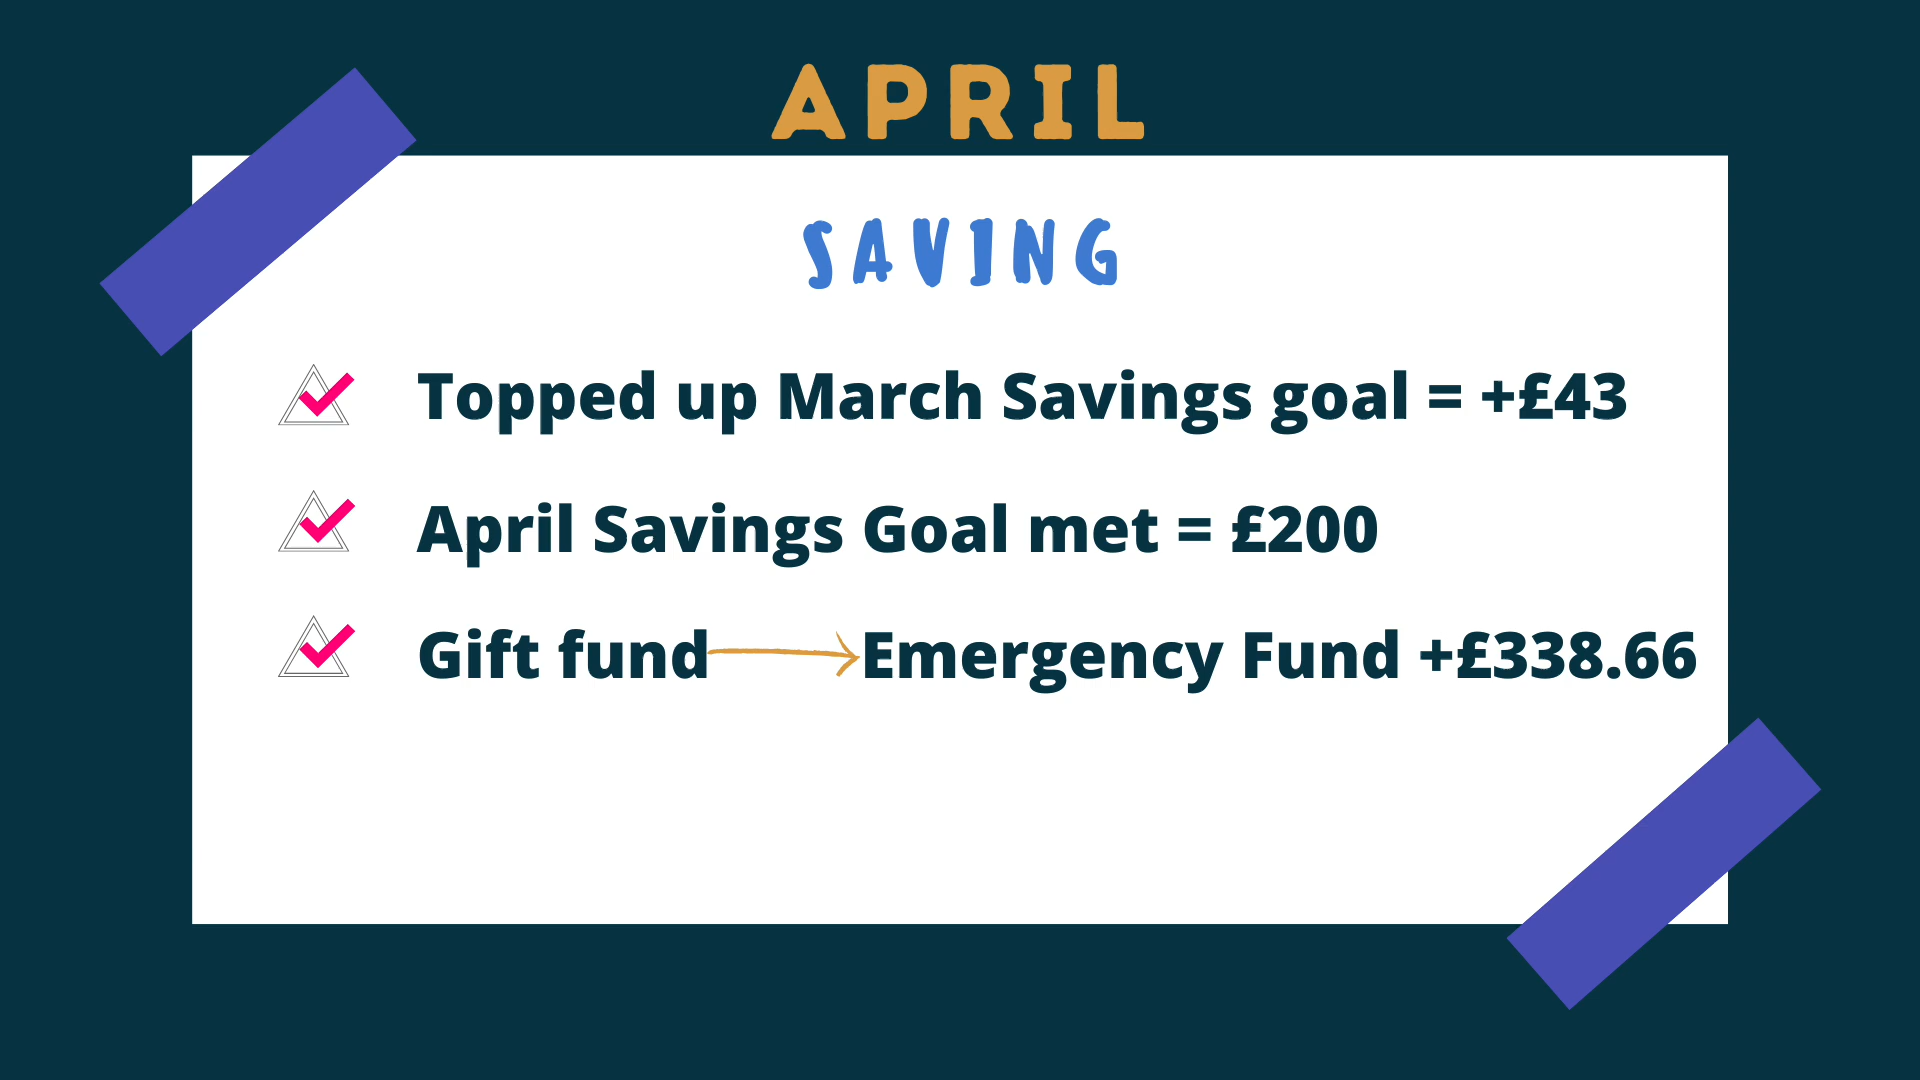 APRIL
SAVING
Topped up March Savings goal = +£43
April Savings Goal met = £200
Gift fund → Emergency Fund +£338.66